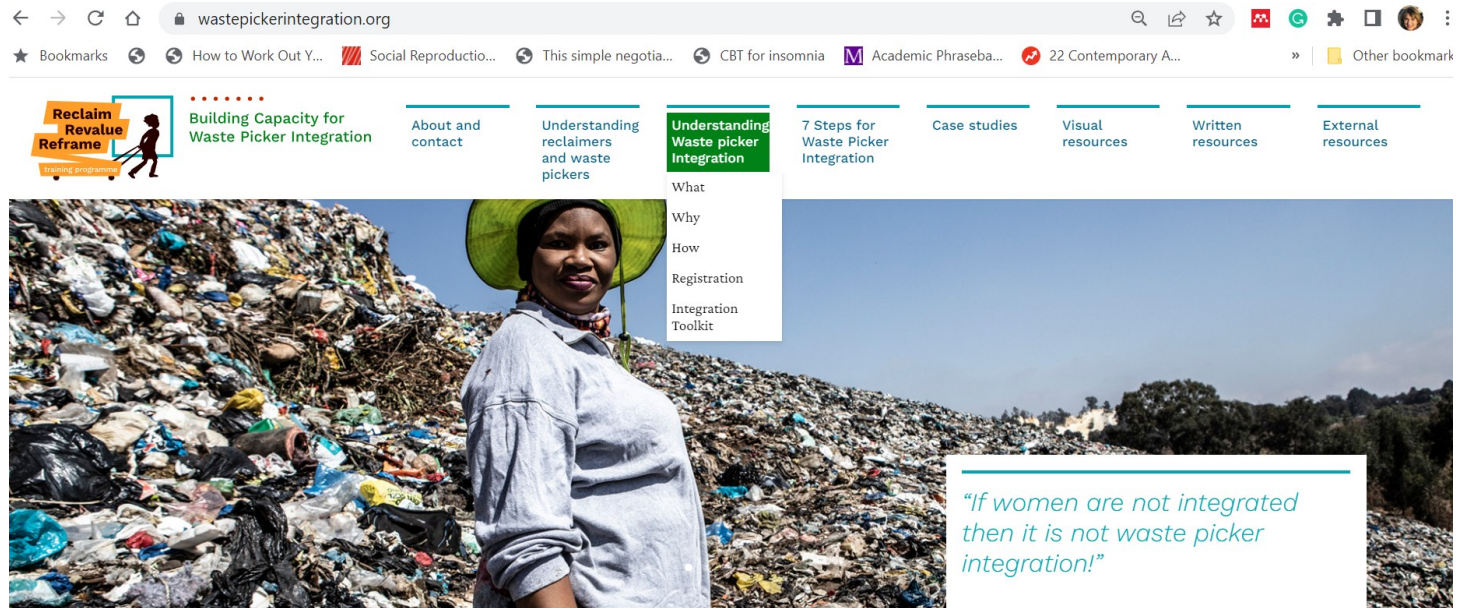 wastepickerintegration.org
Bookmarks
How to Work Out Y...
Social Reproductio...
This simple negotia...
CBT for insomnia
M
Academic Phraseba...
22 Contemporary A...
»
Other bookmark
Reclaim
Revalue
Reframe
training programme
Building Capacity for
Waste Picker Integration
About and
contact
Understanding
reclaimers
and waste
pickers
Understanding
Waste picker
Integration
What
Why
How
Registration
Integration
Toolkit
7 Steps for
Waste Picker
Integration
Case studies
Visual
resources
Written
resources
External
resources
“If women are not integrated
then it is not waste picker
integration!”